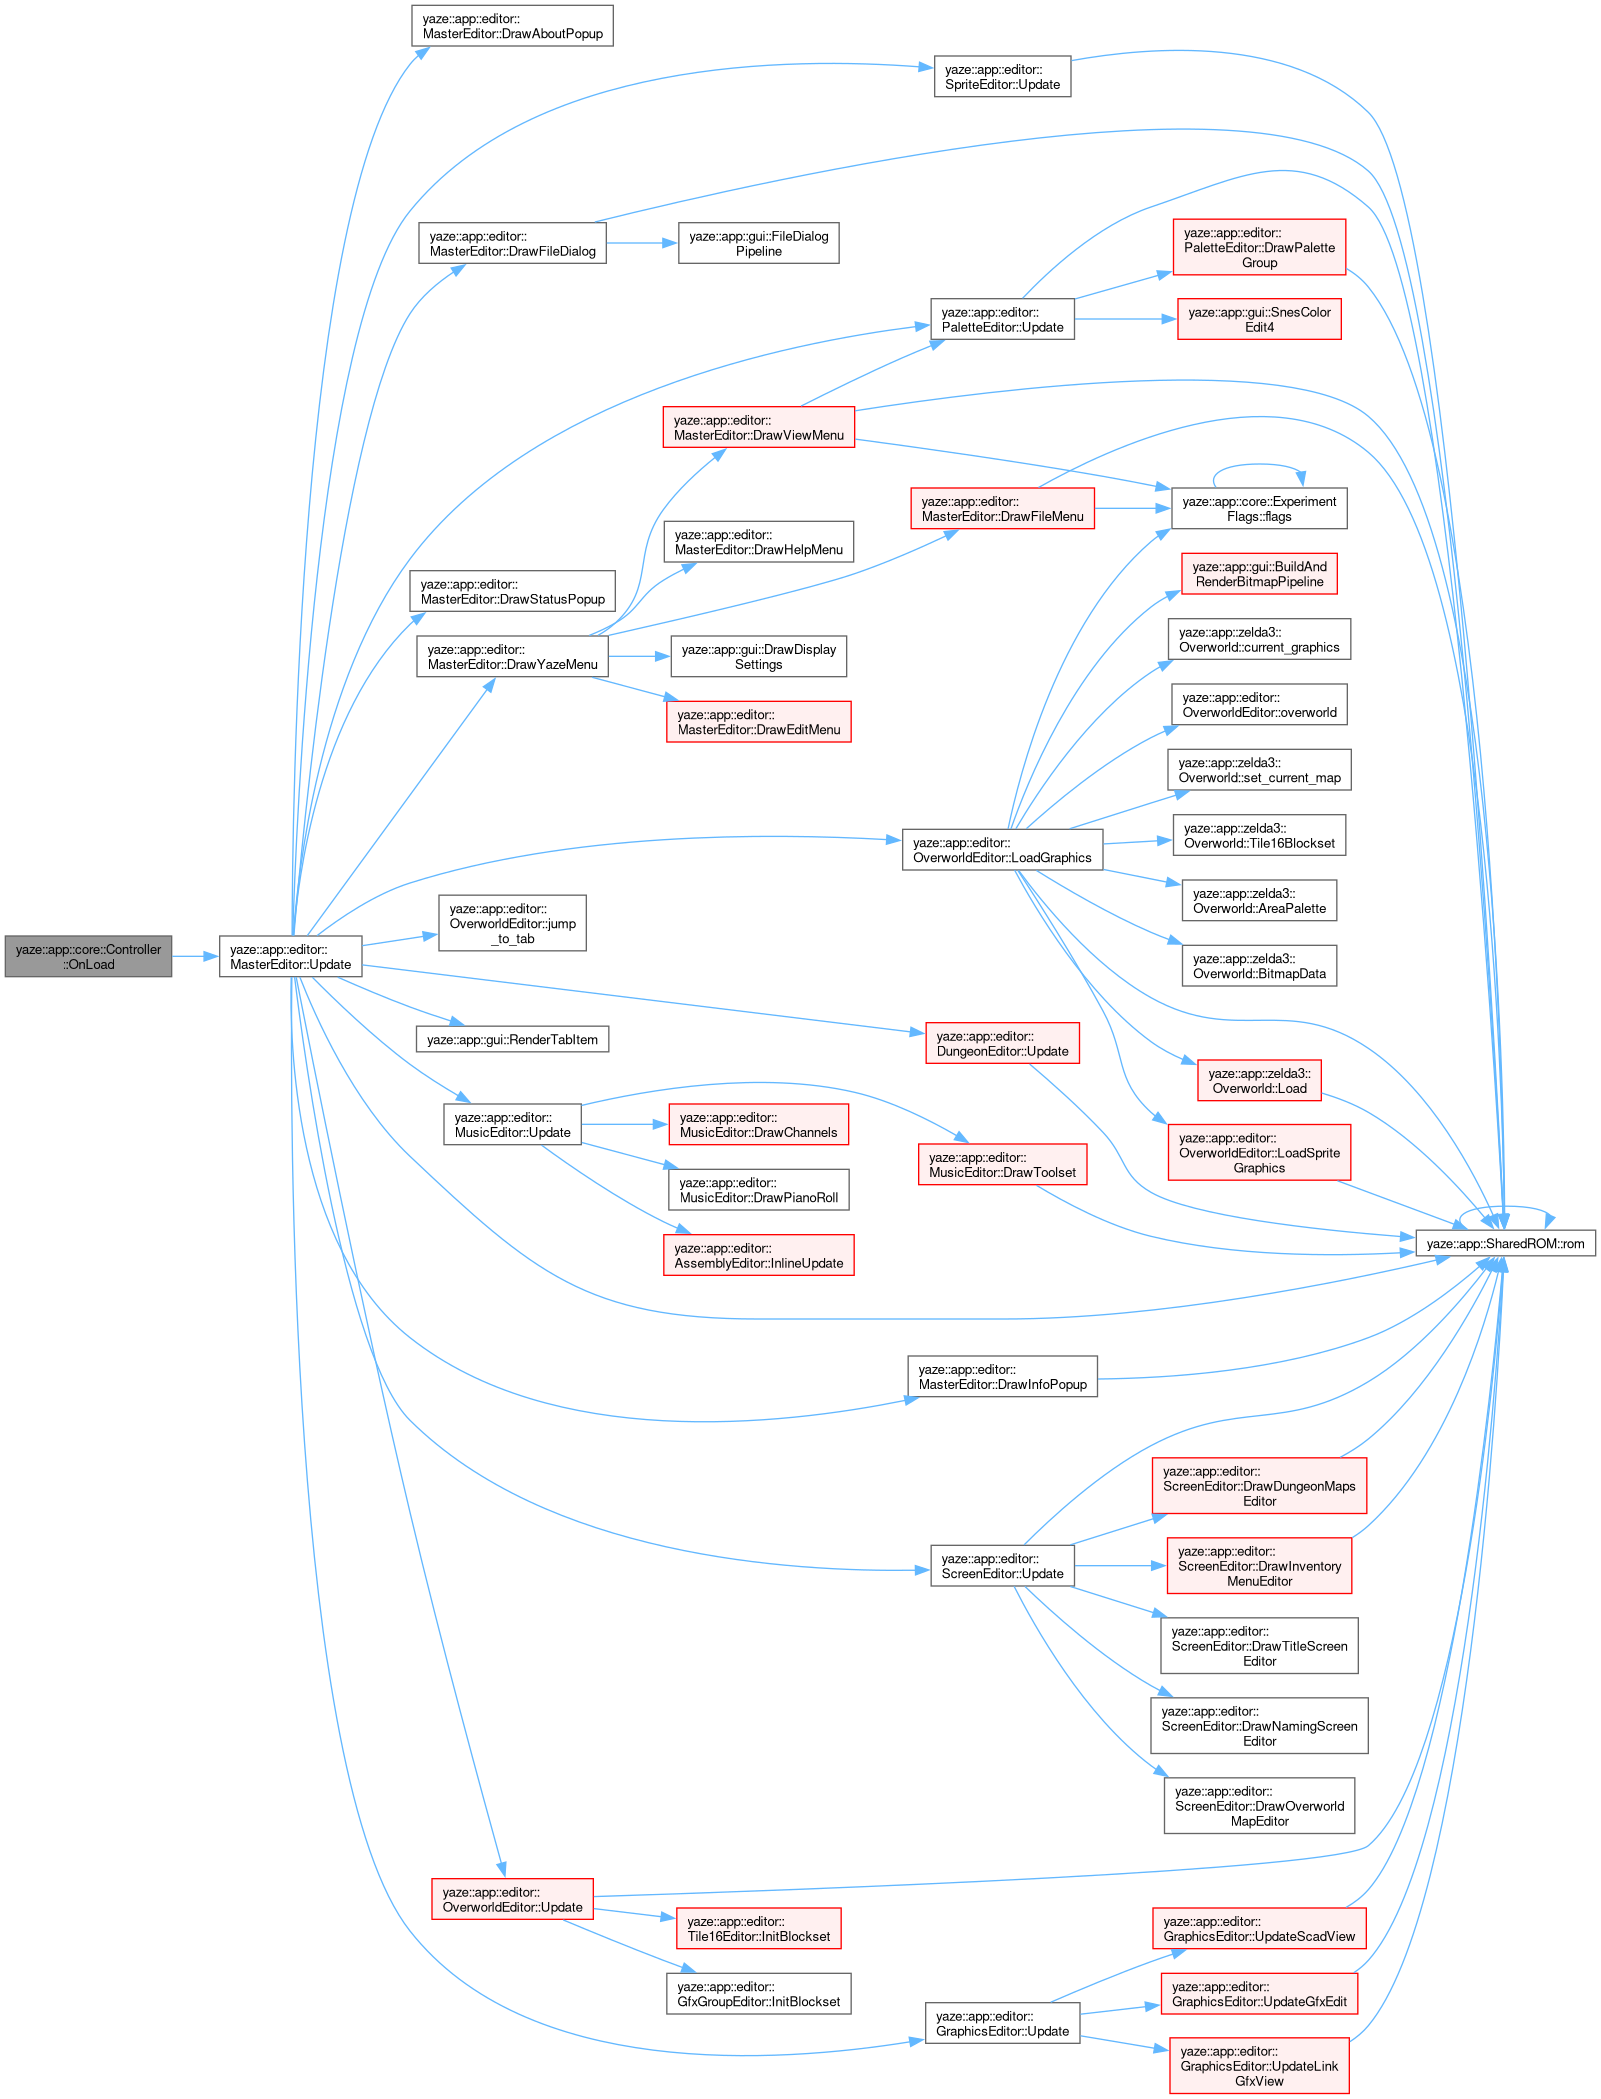 yaze::app::editor::
MasterEditor::DrawAboutPopup
yaze::app::editor::
SpriteEditor::Update
yaze::app::editor::
MasterEditor::DrawFileDialog
yaze::app::gui::FileDialog
Pipeline
yaze::app::editor::
PaletteEditor::DrawPalette
Group
yaze::app::editor::
PaletteEditor::Update
yaze::app::gui::SnesColor
Edit4
yaze::app::editor::
MasterEditor::DrawViewMenu
yaze::app::editor::
MasterEditor::DrawFileMenu
yaze::app::core::Experiment
Flags::flags
yaze::app::editor::
MasterEditor::DrawHelpMenu
yaze::app::gui::BuildAnd
RenderBitmapPipeline
yaze::app::editor::
MasterEditor::DrawStatusPopup
yaze::app::editor::
MasterEditor::DrawYazeMenu
yaze::app::gui::DrawDisplay
Settings
yaze::app::zelda3::
Overworld::current_graphics
yaze::app::editor::
MasterEditor::DrawEditMenu
yaze::app::editor::
OverworldEditor::overworld
yaze::app::zelda3::
Overworld::set_current_map
yaze::app::editor::
OverworldEditor::LoadGraphics
yaze::app::zelda3::
Overworld::Tile16Blockset
yaze::app::zelda3::
Overworld::AreaPalette
yaze::app::editor::
OverworldEditor::jump
_to_tab
yaze::app::core::Controller
::OnLoad
yaze::app::editor::
MasterEditor::Update
yaze::app::zelda3::
Overworld::BitmapData
yaze::app::gui::RenderTabItem
yaze::app::editor::
DungeonEditor::Update
yaze::app::zelda3::
Overworld::Load
yaze::app::editor::
MusicEditor::Update
yaze::app::editor::
MusicEditor::DrawChannels
yaze::app::editor::
MusicEditor::DrawToolset
yaze::app::editor::
OverworldEditor::LoadSprite
Graphics
yaze::app::editor::
MusicEditor::DrawPianoRoll
yaze::app::editor::
AssemblyEditor::InlineUpdate
yaze::app::SharedROM::rom
yaze::app::editor::
MasterEditor::DrawInfoPopup
yaze::app::editor::
ScreenEditor::DrawDungeonMaps
Editor
yaze::app::editor::
ScreenEditor::Update
yaze::app::editor::
ScreenEditor::DrawInventory
MenuEditor
yaze::app::editor::
ScreenEditor::DrawTitleScreen
Editor
yaze::app::editor::
ScreenEditor::DrawNamingScreen
Editor
yaze::app::editor::
ScreenEditor::DrawOverworld
MapEditor
yaze::app::editor::
OverworldEditor::Update
yaze::app::editor::
Tile16Editor::InitBlockset
yaze::app::editor::
GraphicsEditor::UpdateScadView
yaze::app::editor::
GfxGroupEditor::InitBlockset
yaze::app::editor::
GraphicsEditor::Update
yaze::app::editor::
GraphicsEditor::UpdateGfxEdit
yaze::app::editor::
GraphicsEditor::UpdateLink
GfxView